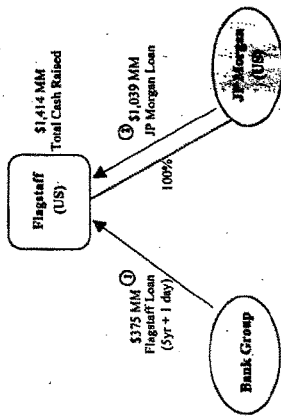 $1,414 MM
Total Cash Raised
Flagstaff
(US)
$375 MM ①
Flagstaff Loan
(5yr + 1 day)
② $1,039 MM
JP Morgan Loan
100%
Bank Group
JP Morgan
(US)